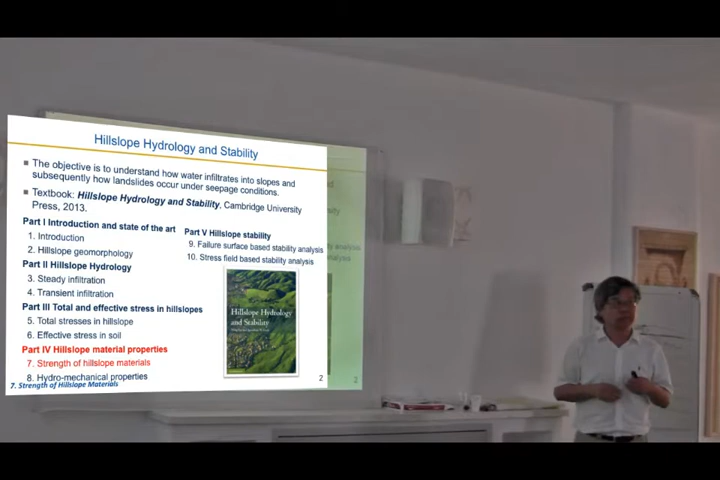 Hillslope Hydrology and Stability
The objective is to understand how water infiltrates into slopes and
subsequently how landslides occur under seepage conditions.
Textbook: Hillslope Hydrology and Stability, Cambridge University
Press, 2013.
Part I Introduction and state of the art
1. Introduction
2. Hillslope geomorphology
Part II Hillslope Hydrology
3. Steady infiltration
4. Transient infiltration
Part III Total and effective stress in hillslopes
5. Total stresses in hillslope
6. Effective stress in soil
Part IV Hillslope material properties
7. Strength of hillslope materials
8. Hydro-mechanical properties
7. Strength of Hillslope Materials
Part V Hillslope stability
9. Failure surface based stability analysis
10. Stress field based stability analysis
Hillslope Hydrology
and Stability
2
2